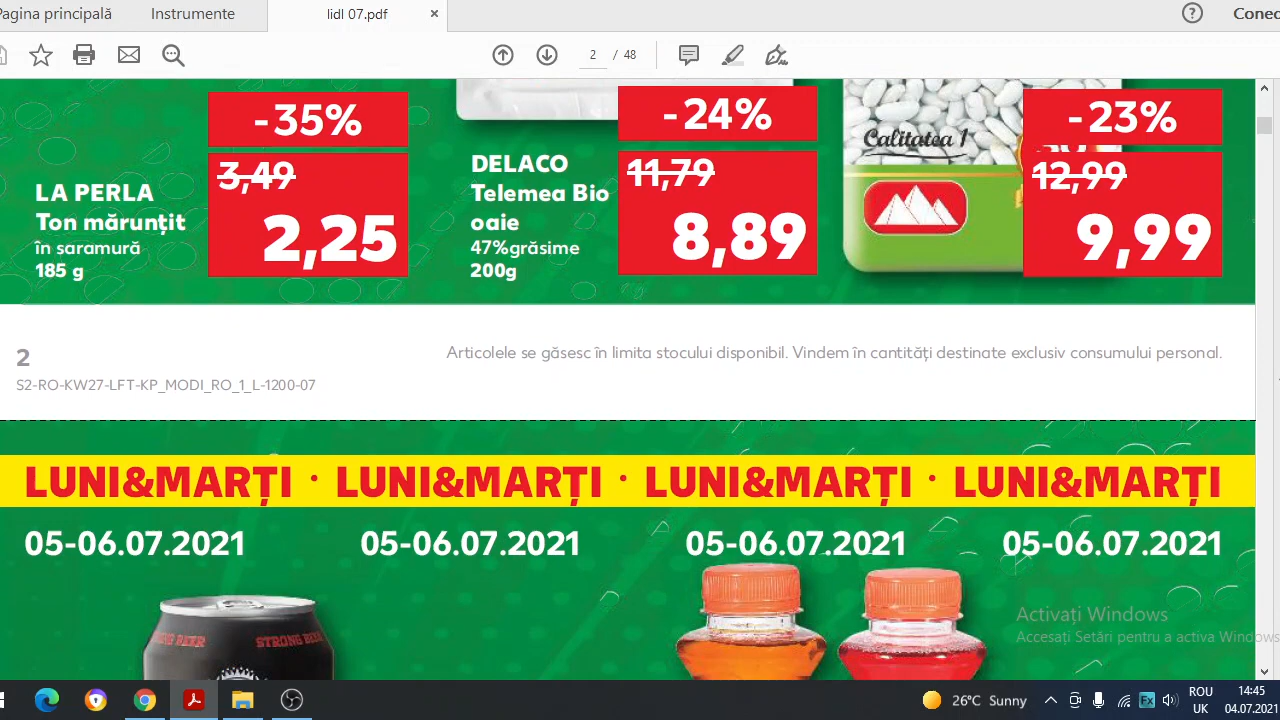 Pagina principală Instrumente lidl 07.pdf × ? Conec
2 / 48
-35% -24% -23%
Calitatea 1
3,49 11,79 12,99
LA PERLA
Ton mărunțit
în saramură
185 g
2,25
DELACO
Telemea Bio
oaie
47%grăsime
200g
8,89
9,99
2
Articolele se găsesc în limita stocului disponibil. Vindem în cantități destinate exclusiv consumului personal.
S2-RO-KW27-LFT-KP_MODI_RO_1_L-1200-07
LUNI&MARȚI · LUNI&MARȚI · LUNI&MARȚI · LUNI&MARȚI
05-06.07.2021 05-06.07.2021 05-06.07.2021 05-06.07.2021
STRONG BEER
Activați Windows
Accesați Setări pentru a activa Windows
26°C Sunny
Fx
ROU
UK
14:45
04.07.2021